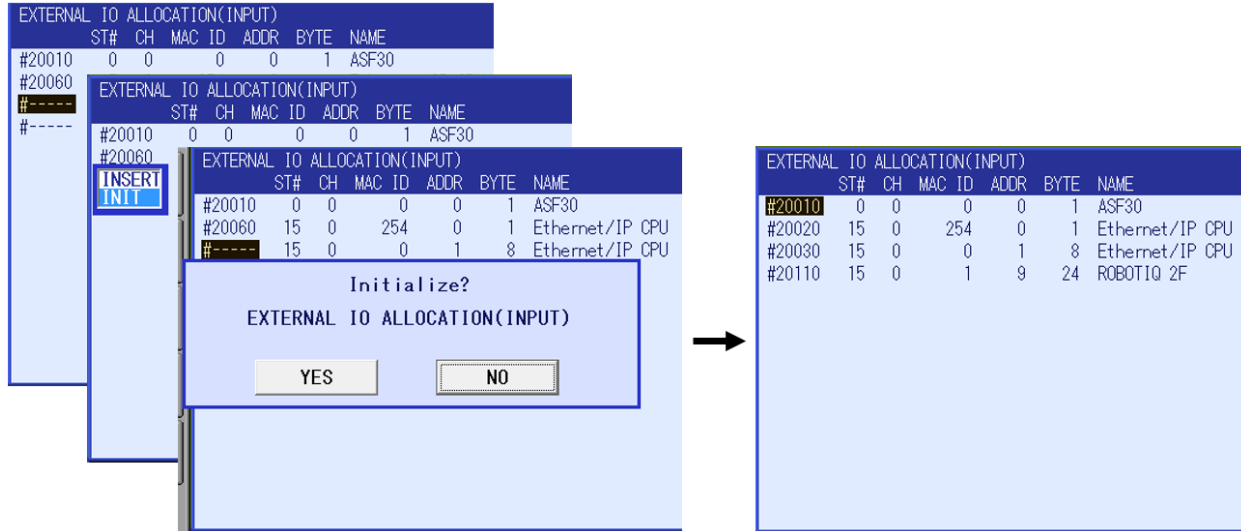 EXTERNAL IO ALLOCATION(INPUT)
ST# CH MAC ID ADDR BYTE NAME
#20010 0 0 0 0 1 ASF30
#20060
#-----
#-----
EXTERNAL IO ALLOCATION(INPUT)
ST# CH MAC ID ADDR BYTE NAME
#20010 0 0 0 0 1 ASF30
#20060
INSERT
INIT
EXTERNAL IO ALLOCATION(INPUT)
ST# CH MAC ID ADDR BYTE NAME
#20010 0 0 0 0 1 ASF30
#20060 15 0 254 0 1 Ethernet/IP CPU
#----- 15 0 0 1 8 Ethernet/IP CPU
Initialize?
EXTERNAL IO ALLOCATION(INPUT)
YES NO
EXTERNAL IO ALLOCATION(INPUT)
ST# CH MAC ID ADDR BYTE NAME
#20010 0 0 0 0 1 ASF30
#20020 15 0 254 0 1 Ethernet/IP CPU
#20030 15 0 0 1 8 Ethernet/IP CPU
#20110 15 0 1 9 24 ROBOTIQ 2F